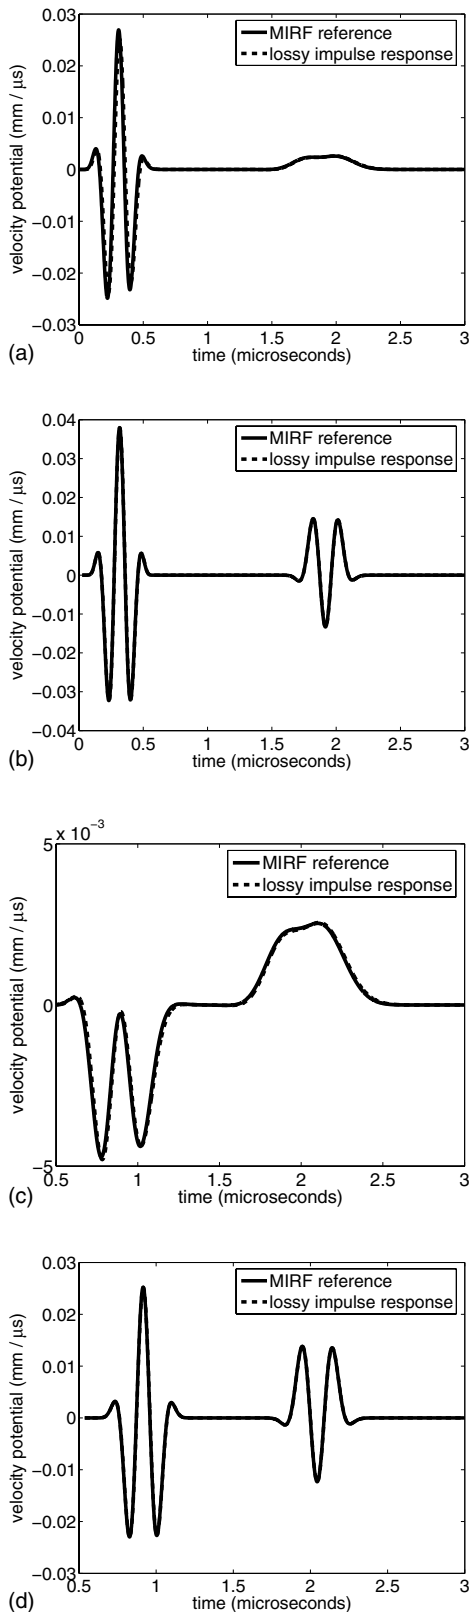 0.03
MIRF reference
lossy impulse response
0.02
0.01
0
−0.01
−0.02
−0.03
velocity potential (mm / μs)
0 0.5 1 1.5 2 2.5 3
time (microseconds)
(a)
0.04
MIRF reference
lossy impulse response
0.03
0.02
0.01
0
−0.01
−0.02
−0.03
−0.04
velocity potential (mm / μs)
0 0.5 1 1.5 2 2.5 3
time (microseconds)
(b)
x 10⁻³
5
MIRF reference
lossy impulse response
0
−5
velocity potential (mm / μs)
0.5 1 1.5 2 2.5 3
time (microseconds)
(c)
0.03
MIRF reference
lossy impulse response
0.02
0.01
0
−0.01
−0.02
−0.03
velocity potential (mm / μs)
0.5 1 1.5 2 2.5 3
time (microseconds)
(d)